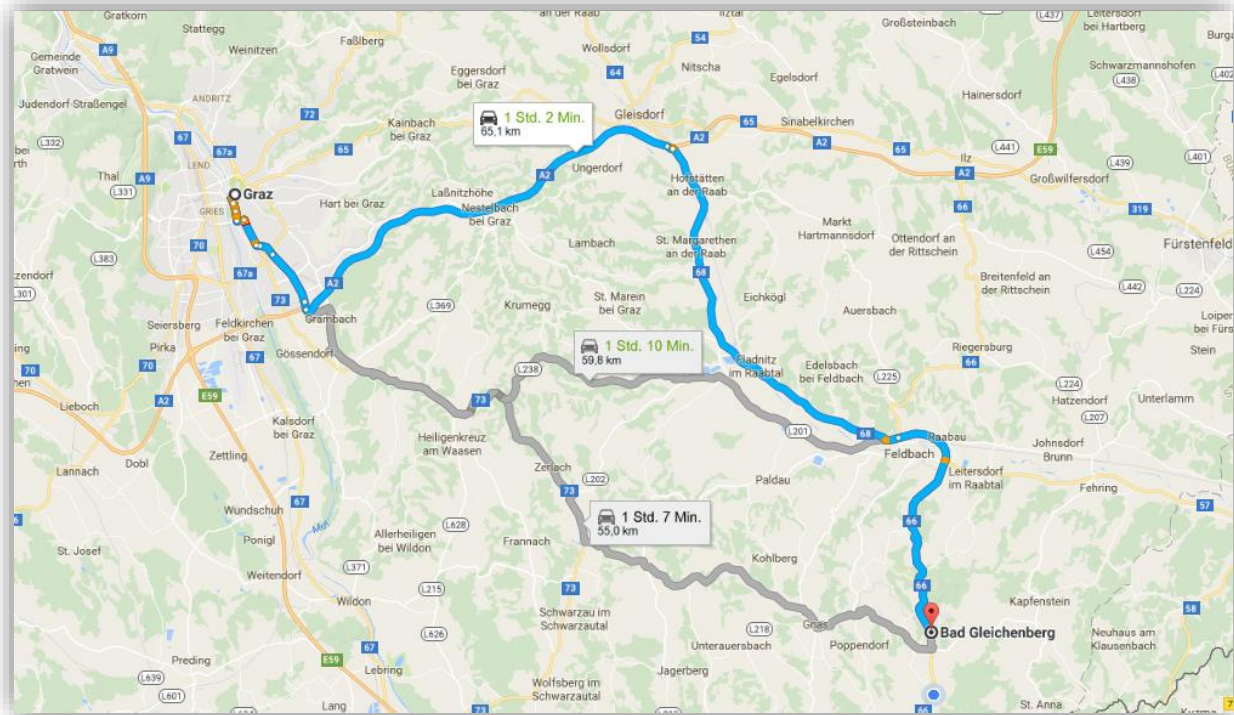 Gratkorn
an der Raab
Ilztal
L437
Leitersdorf
bei Hartberg
Stattegg
Weinitzen
Faßlberg
Großsteinbach
A9
A2
54
Wollsdorf
Nitscha
Gemeinde
Gratwein
Eggersdorf
bei Graz
64
Egelsdorf
Schwarzmannshofen
L438
L402
Judendorf-Straßengel
ANDRITZ
72
1 Std. 2 Min.
65,1 km
Gleisdorf
Hainersdorf
L332
67
Kainbach
bei Graz
65
Sinabelkirchen
A2
LEND
67a
65
Ungerdorf
A2
65
Ilz
L441
E59
L401
Thal
A9
L331
A2
Hofstätten
an der Raab
A2
L439
Graz
Laßnitzhöhe
Großwilfersdorf
GRIES
Hart bei Graz
Nestelbach
bei Graz
66
319
Markt
Hartmannsdorf
70
Lambach
St. Margarethen
an der Raab
Ottendorf an
der Rittschein
Fürstenfeld
L383
L454
67a
A2
68
Breitenfeld an
der Rittschein
L301
73
L369
Krumegg
St. Marein
bei Graz
Eichkögl
L442
L224
Seiersberg
Feldkirchen
bei Graz
Grambach
Auersbach
Pirka
Gössendorf
1 Std. 10 Min.
59,8 km
Riegersburg
Stein
70
67
L238
Fladnitz
im Raabtal
Edelsbach
bei Feldbach
66
L225
L224
Lieboch
A2
E59
73
Hatzendorf
Unterlamm
L207
Kalsdorf
bei Graz
Heiligenkreuz
am Waasen
L201
68
Raabau
Johnsdorf
Brunn
Lannach
Dobl
Zettling
Feldbach
Zerlach
L202
Leitersdorf
im Raabtal
Paldau
Fehring
67
73
57
Wundschuh
Mur
1 Std. 7 Min.
55,0 km
66
Ponigl
Allerheiligen
bei Wildon
L628
Frannach
St. Josef
L371
Kohlberg
Weitendorf
L215
73
66
Kapfenstein
58
Wildon
Schwarzau im
Schwarzautal
Gnas
Bad Gleichenberg
L626
L218
Poppendorf
Neuhaus am
Klausenbach
67
Unterauersbach
Preding
E59
L639
Lebring
Jagerberg
L601
Wolfsberg im
Schwarzautal
Lang
73
66
St. Anna